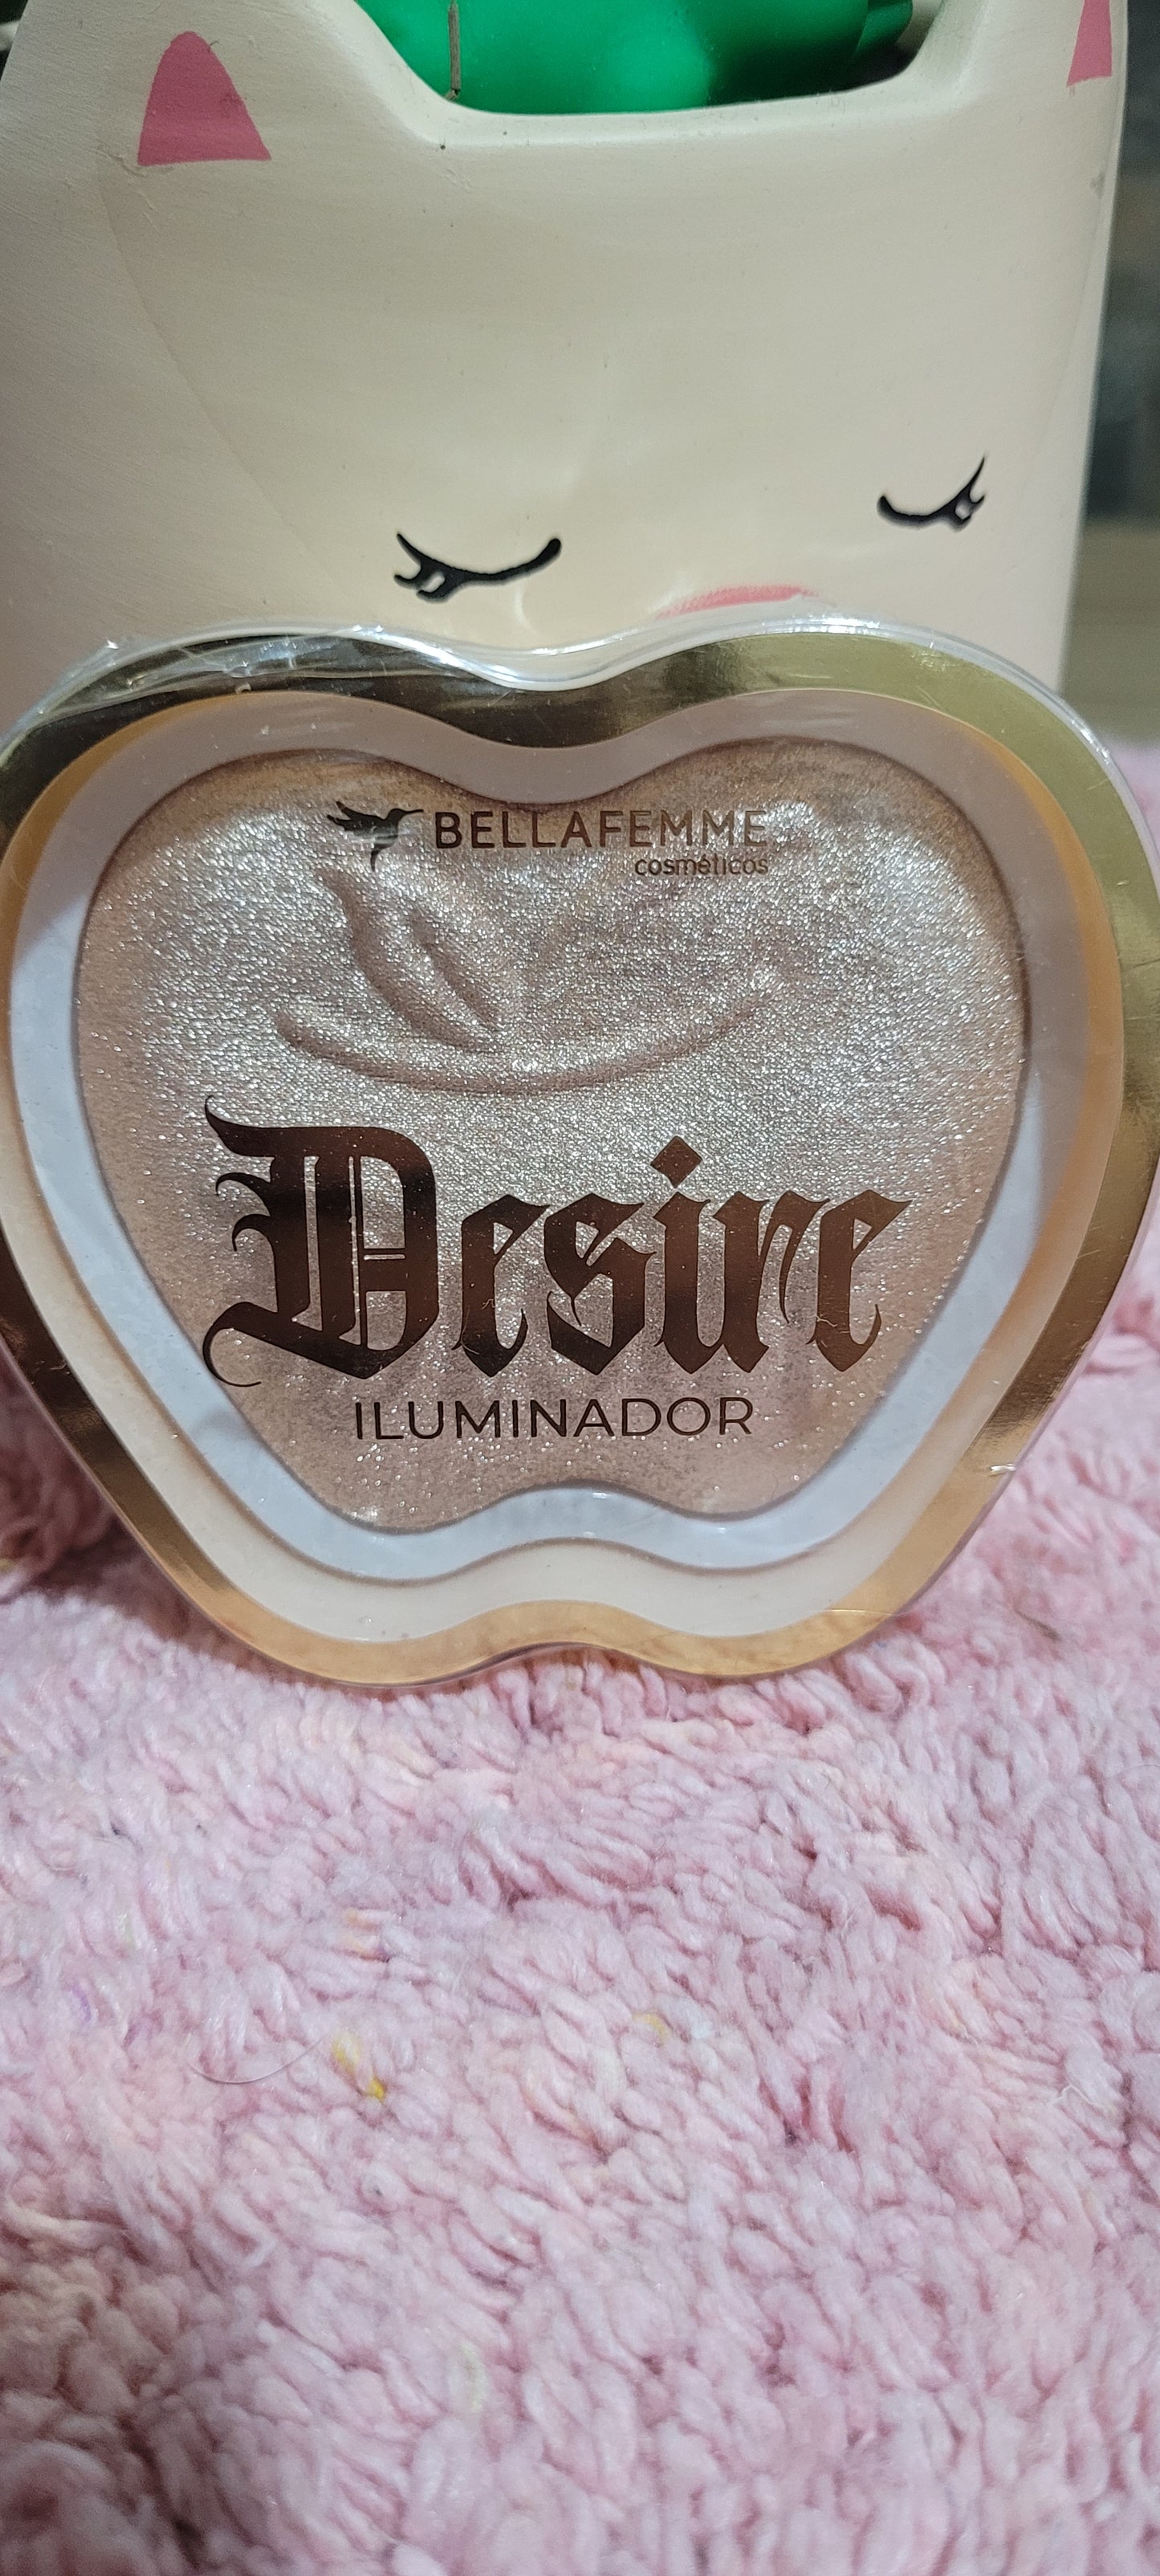 BELLAFEMME
cosméticos
Desire
ILUMINADOR